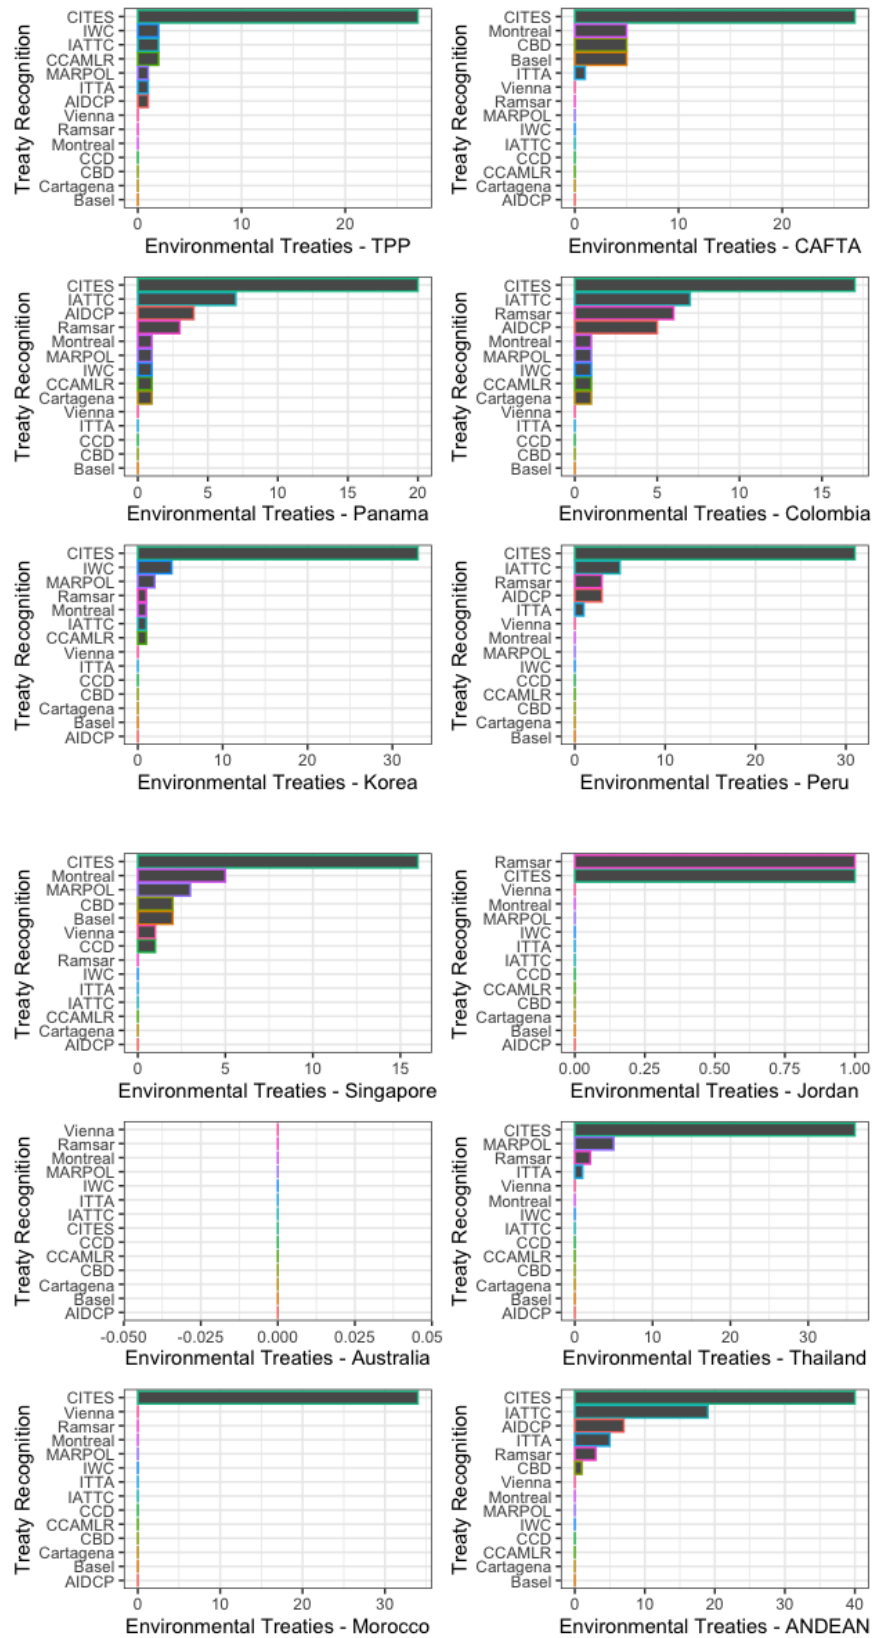 Treaty Recognition
CITES
IWC
IATTC
CCAMLR
MARPOL
ITTA
AIDCP
Vienna
Ramsar
Montreal
CCD
CBD
Cartagena
Basel
0 10 20
Environmental Treaties - TPP
Treaty Recognition
CITES
Montreal
CBD
Basel
ITTA
Vienna
Ramsar
MARPOL
IWC
IATTC
CCD
CCAMLR
Cartagena
AIDCP
0 10 20
Environmental Treaties - CAFTA
Treaty Recognition
CITES
IATTC
AIDCP
Ramsar
Montreal
MARPOL
IWC
CCAMLR
Cartagena
Vienna
ITTA
CCD
CBD
Basel
0 5 10 15 20
Environmental Treaties - Panama
Treaty Recognition
CITES
IATTC
Ramsar
AIDCP
Montreal
MARPOL
IWC
CCAMLR
Cartagena
Vienna
ITTA
CCD
CBD
Basel
0 5 10 15
Environmental Treaties - Colombia
Treaty Recognition
CITES
IWC
MARPOL
Ramsar
Montreal
IATTC
CCAMLR
Vienna
ITTA
CCD
CBD
Cartagena
Basel
AIDCP
0 10 20 30
Environmental Treaties - Korea
Treaty Recognition
CITES
IATTC
Ramsar
AIDCP
ITTA
Vienna
Montreal
MARPOL
IWC
CCD
CCAMLR
CBD
Cartagena
Basel
0 10 20 30
Environmental Treaties - Peru
Treaty Recognition
CITES
Montreal
MARPOL
CBD
Basel
Vienna
CCD
Ramsar
IWC
ITTA
IATTC
CCAMLR
Cartagena
AIDCP
0 5 10 15
Environmental Treaties - Singapore
Treaty Recognition
Ramsar
CITES
Vienna
Montreal
MARPOL
IWC
ITTA
IATTC
CCD
CCAMLR
CBD
Cartagena
Basel
AIDCP
0.00 0.25 0.50 0.75 1.00
Environmental Treaties - Jordan
Treaty Recognition
Vienna
Ramsar
Montreal
MARPOL
IWC
ITTA
IATTC
CITES
CCD
CCAMLR
CBD
Cartagena
Basel
AIDCP
-0.050 -0.025 0.000 0.025 0.05
Environmental Treaties - Australia
Treaty Recognition
CITES
MARPOL
Ramsar
ITTA
Vienna
Montreal
IWC
IATTC
CCD
CCAMLR
CBD
Cartagena
Basel
AIDCP
0 10 20 30
Environmental Treaties - Thailand
Treaty Recognition
CITES
Vienna
Ramsar
Montreal
MARPOL
IWC
ITTA
IATTC
CCD
CCAMLR
CBD
Cartagena
Basel
AIDCP
0 10 20 30
Environmental Treaties - Morocco
Treaty Recognition
CITES
IATTC
AIDCP
ITTA
Ramsar
CBD
Vienna
Montreal
MARPOL
IWC
CCD
CCAMLR
Cartagena
Basel
0 10 20 30 40
Environmental Treaties - ANDEAN